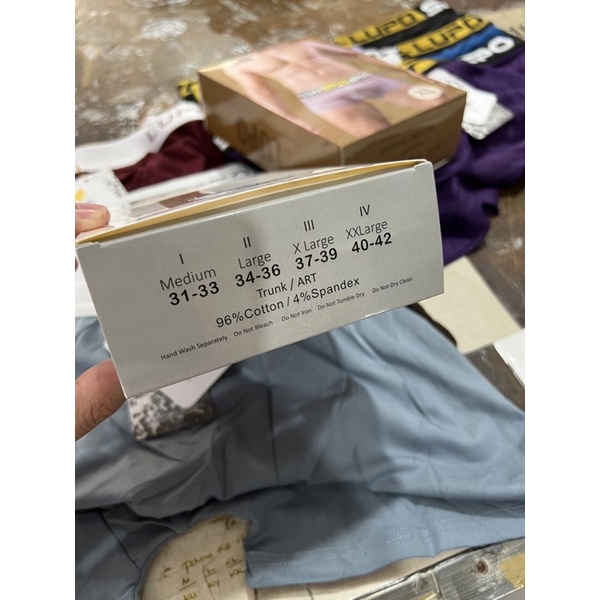 LUPO
LUPO
I II III IV
Medium Large X Large XXLarge
31-33 34-36 37-39 40-42
Trunk / ART
96%Cotton / 4%Spandex
Hand Wash Separately Do Not Bleach Do Not Iron Do Not Tumble Dry Do Not Dry Clean